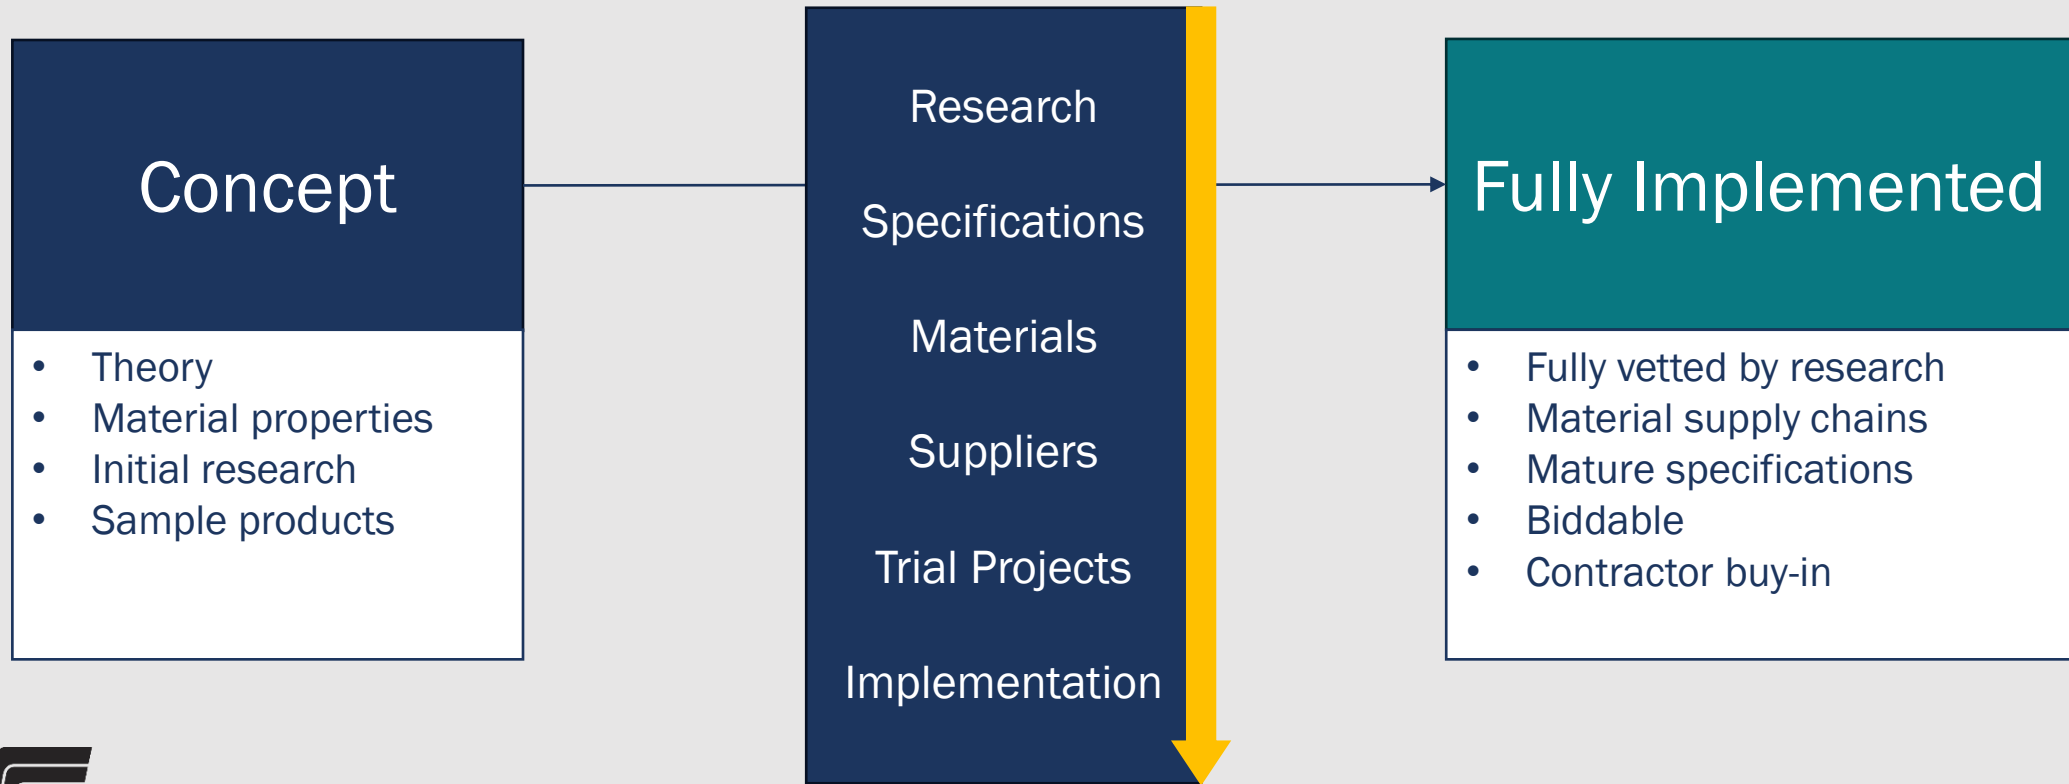 Concept
• Theory
• Material properties
• Initial research
• Sample products
Research
Specifications
Materials
Suppliers
Trial Projects
Implementation
Fully Implemented
• Fully vetted by research
• Material supply chains
• Mature specifications
• Biddable
• Contractor buy-in